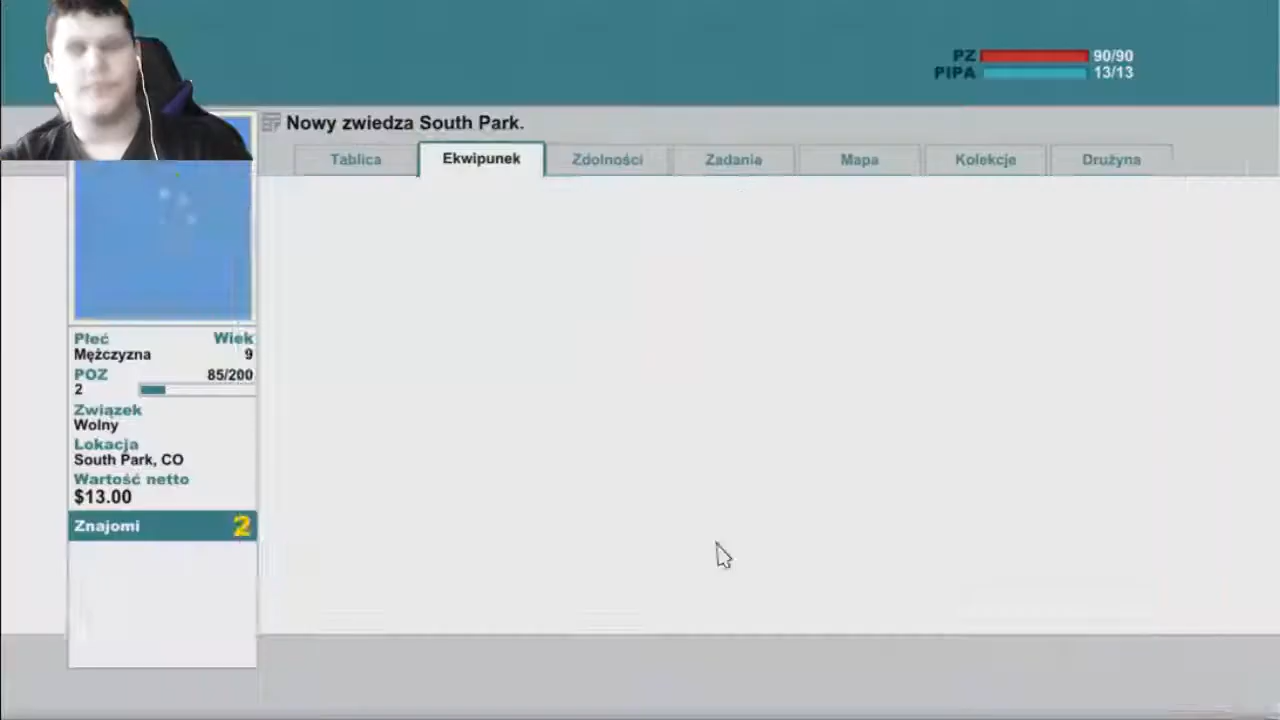 PZ 90/90
PIPA 13/13
Nowy zwiedza South Park.
Tablica Ekwipunek Zdolności Zadania Mapa Kolekcje Drużyna
Płeć Wiek
Mężczyzna 9
POZ 85/200
2
Związek
Wolny
Lokacja
South Park, CO
Wartość netto
$13.00
Znajomi 2